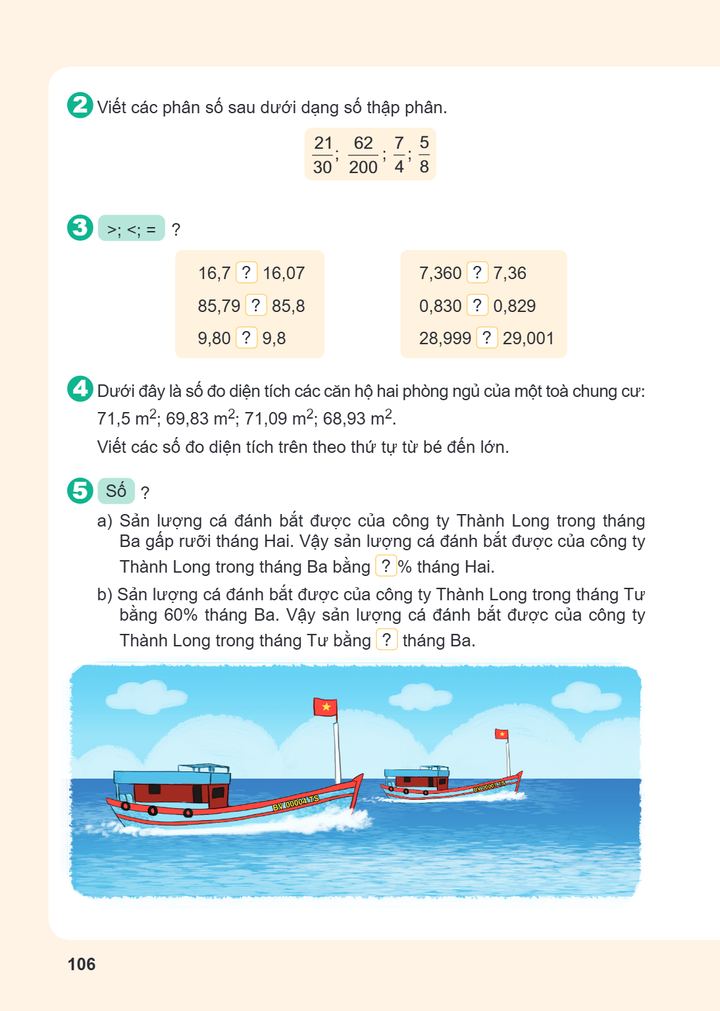 2 Viết các phân số sau dưới dạng số thập phân.
21/30; 62/200; 7/4; 5/8
3 >; <; = ?
16,7 ? 16,07
85,79 ? 85,8
9,80 ? 9,8
7,360 ? 7,36
0,830 ? 0,829
28,999 ? 29,001
4 Dưới đây là số đo diện tích các căn hộ hai phòng ngủ của một toà chung cư:
71,5 m²; 69,83 m²; 71,09 m²; 68,93 m².
Viết các số đo diện tích trên theo thứ tự từ bé đến lớn.
5 Số ?
a) Sản lượng cá đánh bắt được của công ty Thành Long trong tháng
Ba gấp rưỡi tháng Hai. Vậy sản lượng cá đánh bắt được của công ty
Thành Long trong tháng Ba bằng ? % tháng Hai.
b) Sản lượng cá đánh bắt được của công ty Thành Long trong tháng Tư
bằng 60% tháng Ba. Vậy sản lượng cá đánh bắt được của công ty
Thành Long trong tháng Tư bằng ? tháng Ba.
BV 00004 TS
106